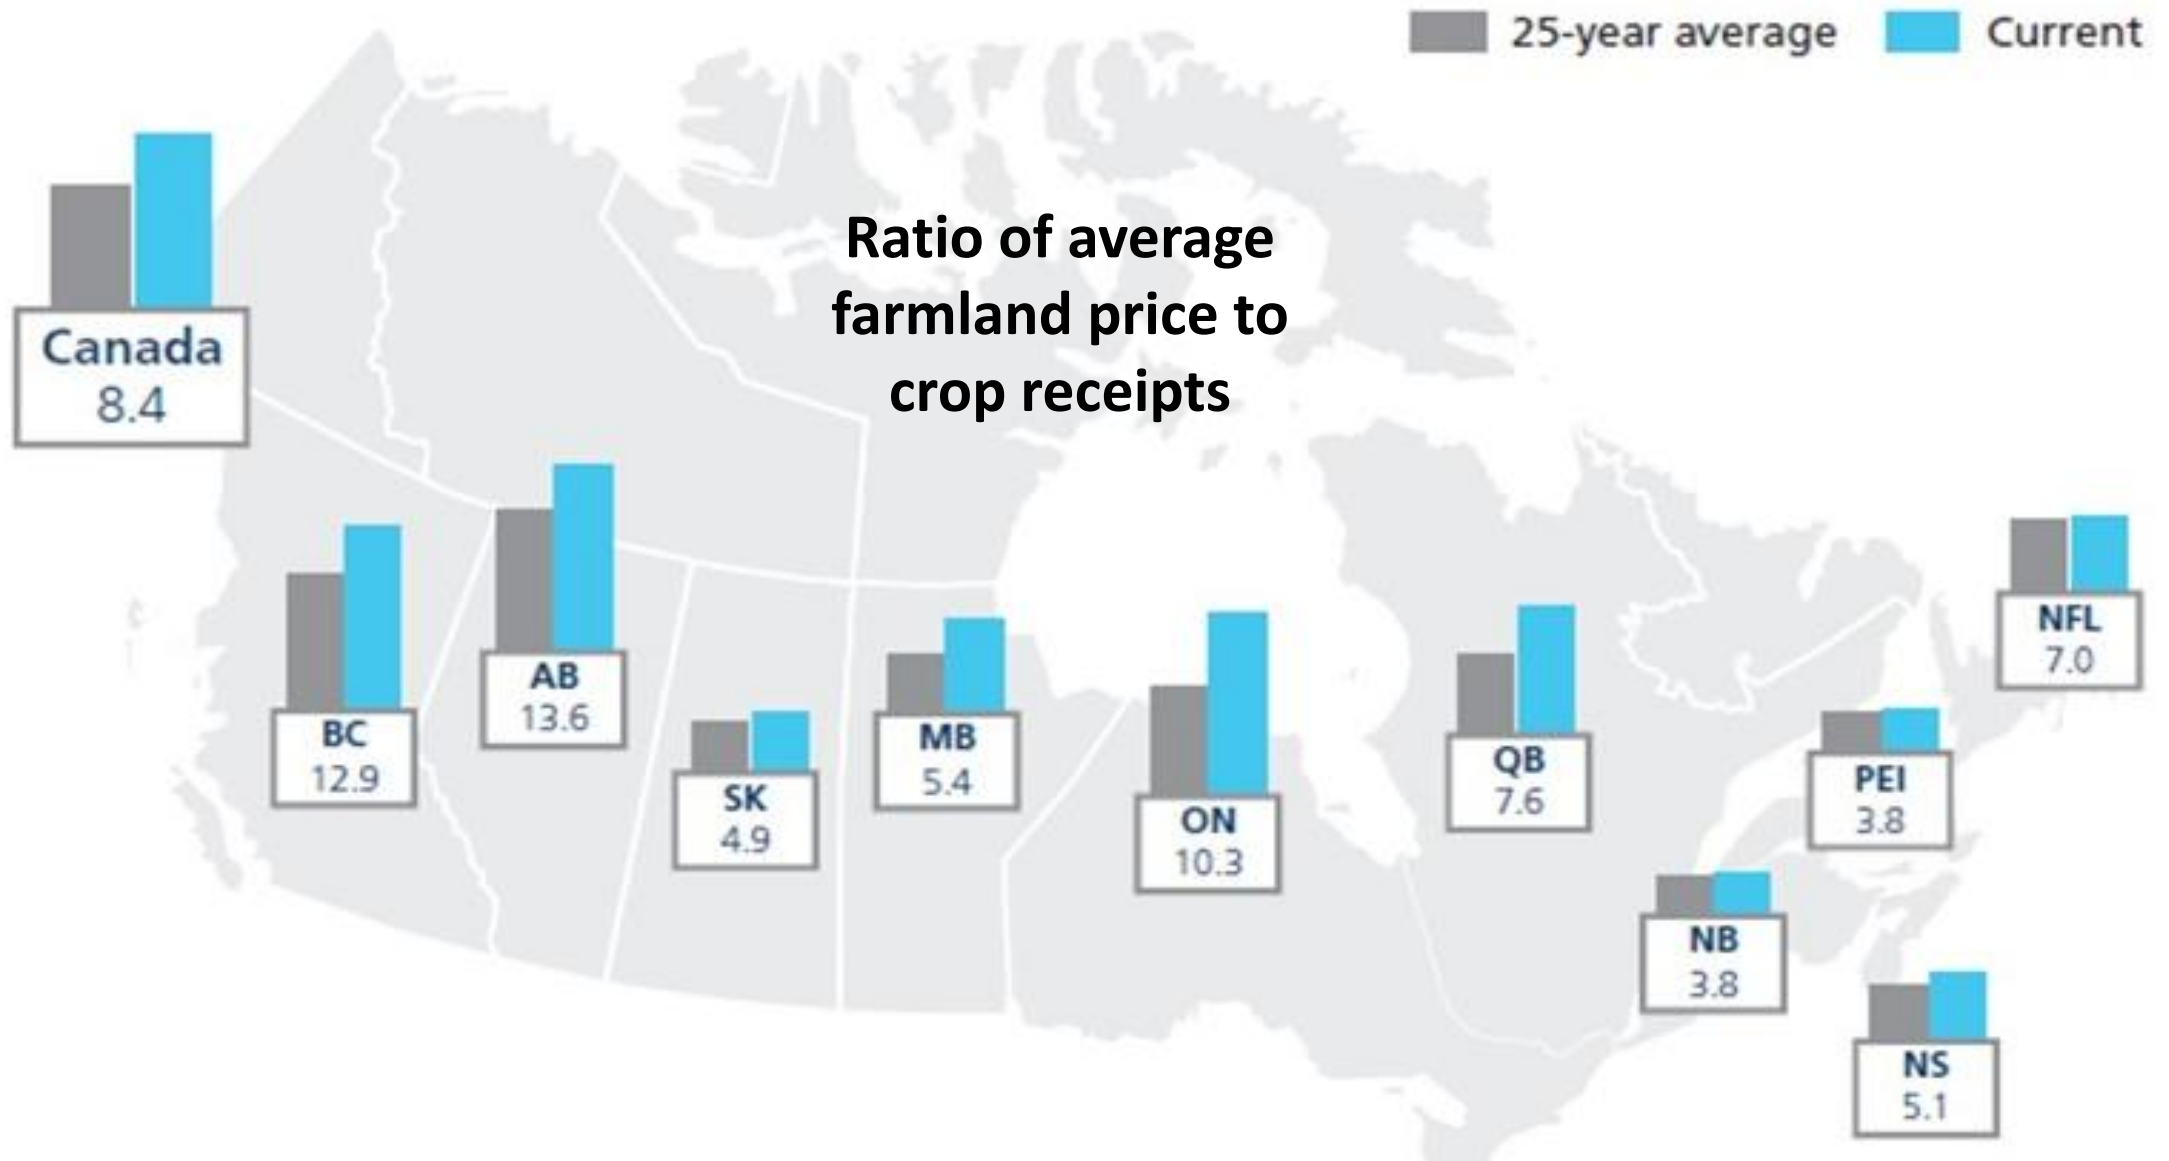 25-year average
Current
Ratio of average
farmland price to
crop receipts
Canada
8.4
BC
12.9
AB
13.6
SK
4.9
MB
5.4
ON
10.3
QB
7.6
NFL
7.0
PEI
3.8
NB
3.8
NS
5.1